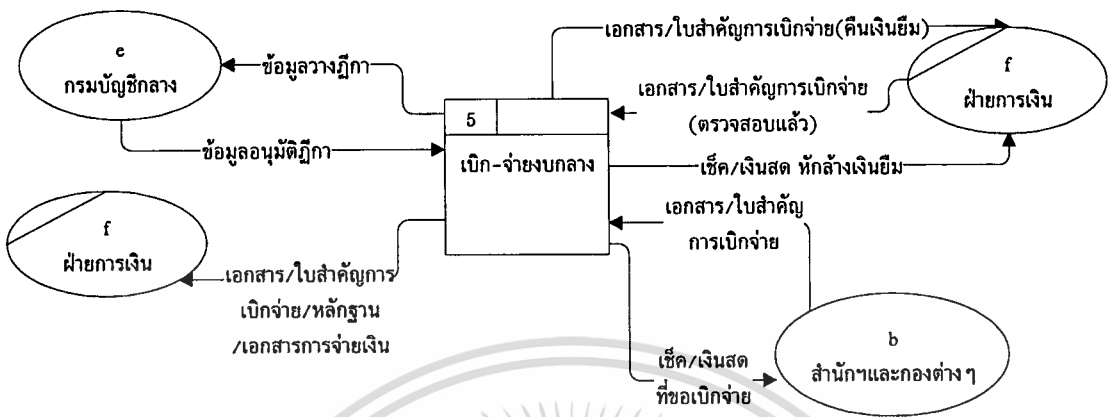 เอกสาร/ใบสำคัญการเบิกจ่าย(คืนเงินยืม)
e
กรมบัญชีกลาง
ข้อมูลวางฎีกา
f
ฝ่ายการเงิน
เอกสาร/ใบสำคัญการเบิกจ่าย
(ตรวจสอบแล้ว)
5
ข้อมูลอนุมัติฎีกา
เบิก-จ่ายงบกลาง
เช็ค/เงินสด หักล้างเงินยืม
เอกสาร/ใบสำคัญ
การเบิกจ่าย
f
ฝ่ายการเงิน
เอกสาร/ใบสำคัญการ
เบิกจ่าย/หลักฐาน
/เอกสารการจ่ายเงิน
b
สำนักฯและกองต่าง ๆ
เช็ค/เงินสด
ที่ขอเบิกจ่าย